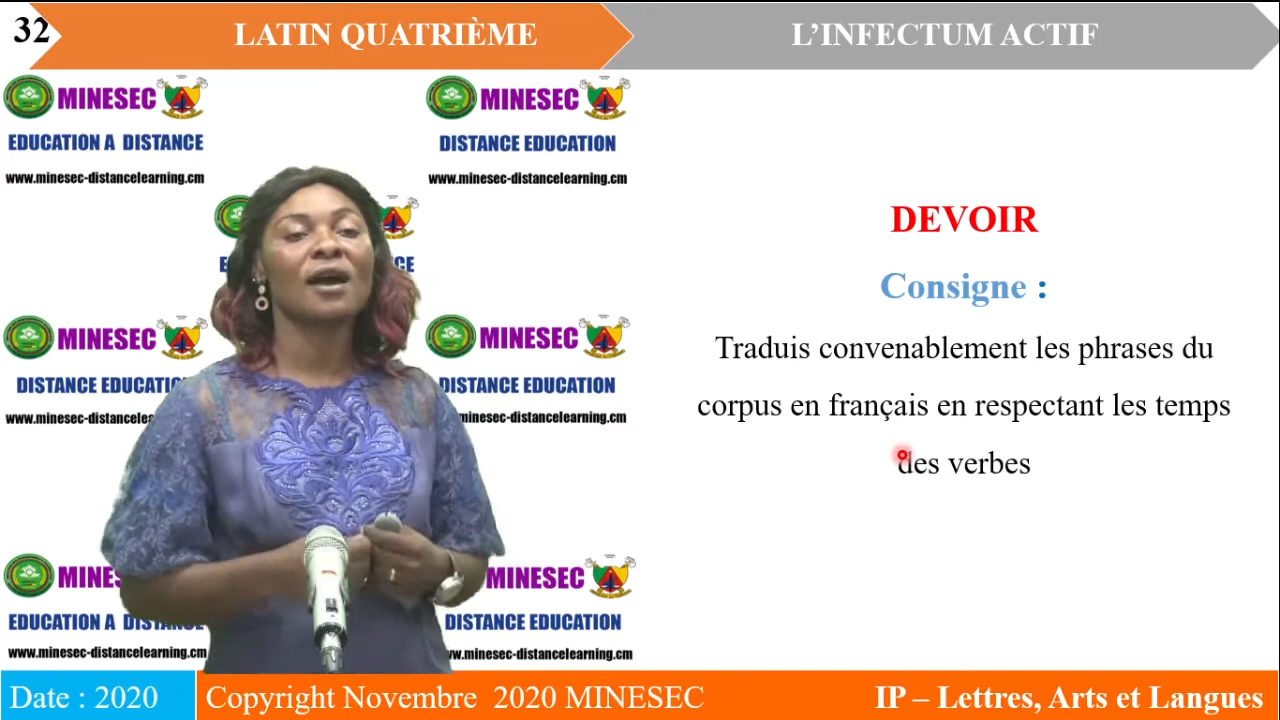 32
LATIN QUATRIÈME
L'INFECTUM ACTIF
MINESEC
EDUCATION A DISTANCE
www.minesec-distancelearning.cm
MINESEC
DISTANCE EDUCATION
www.minesec-distancelearning.cm
MINESEC
DISTANCE
MINESEC
DISTANCE EDUCATION
EDUCATION A
MINESEC
DISTANCE EDUCATION
DEVOIR
Consigne :
Traduis convenablement les phrases du
corpus en français en respectant les temps
des verbes
www.minesec-distancelearning.cm
Date : 2020
Copyright Novembre 2020 MINESEC
IP – Lettres, Arts et Langues